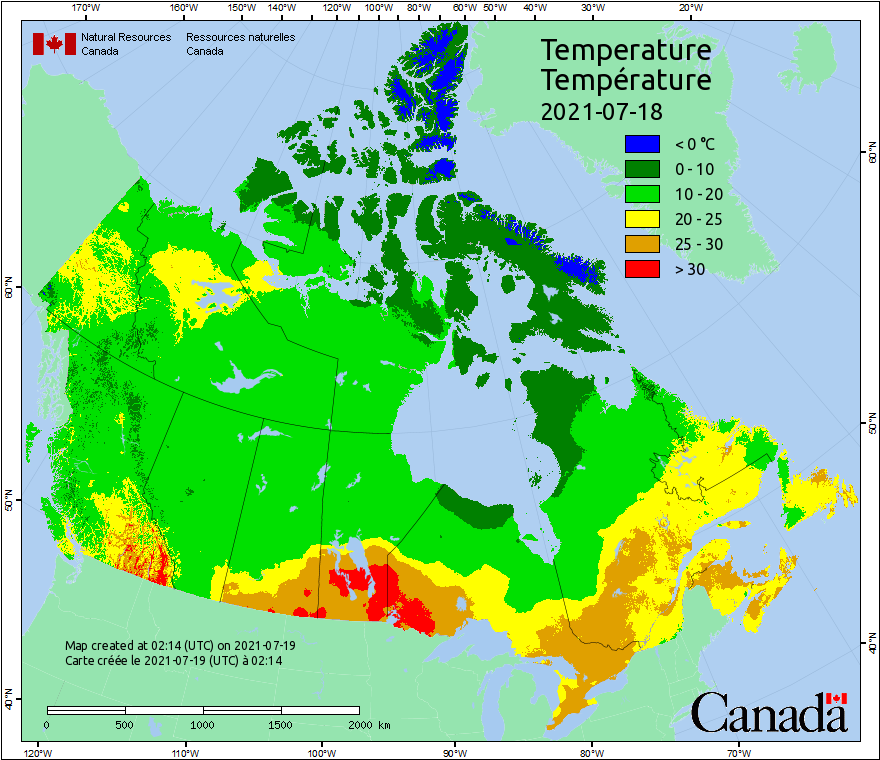 170°W 160°W 150°W 140°W 130°W 120°W 110°W 100°W 80°W 60°W 50°W 40°W 30°W 20°W
Natural Resources Canada
Ressources naturelles Canada
Temperature
Température
2021-07-18
< 0 °C
0 - 10
10 - 20
20 - 25
25 - 30
> 30
60°N
60°N
50°N
50°N
40°N
40°N
Map created at 02:14 (UTC) on 2021-07-19
Carte créée le 2021-07-19 (UTC) à 02:14
0 500 1000 1500 2000 km
Canada
120°W 110°W 100°W 90°W 80°W 70°W